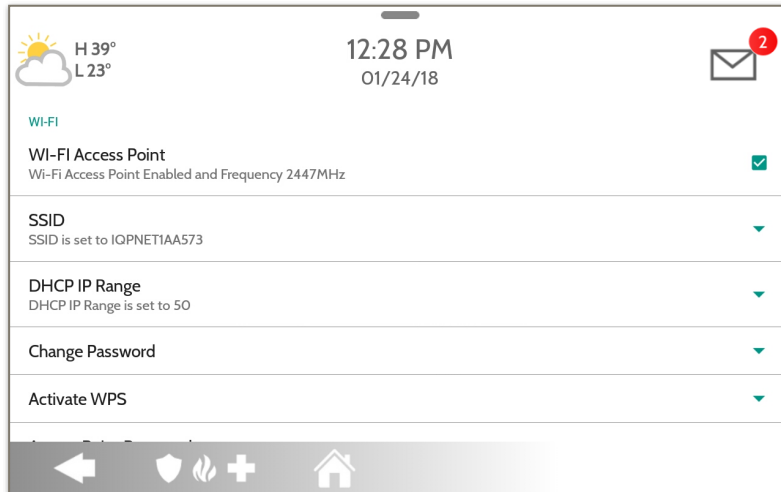 H 39°
L 23°
12:28 PM
01/24/18
2
WI-FI
WI-FI Access Point
Wi-Fi Access Point Enabled and Frequency 2447MHz
SSID
SSID is set to IQPNET1AA573
DHCP IP Range
DHCP IP Range is set to 50
Change Password
Activate WPS